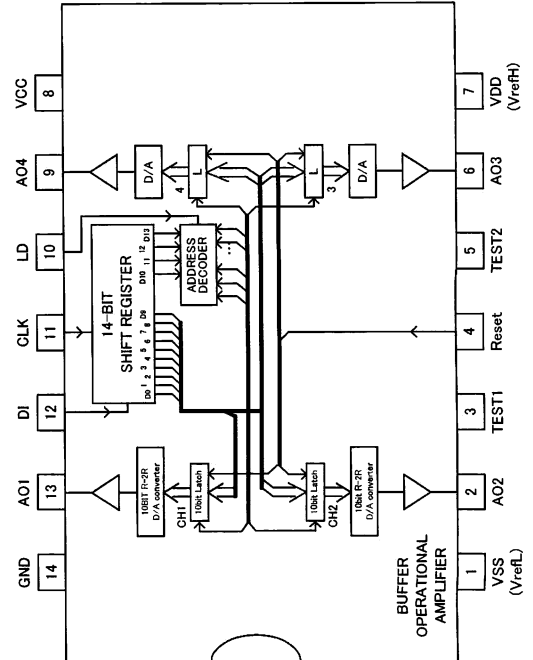 VCC
8
AO4
9
LD
10
CLK
11
DI
12
AO1
13
GND
14
D/A
4
L
14-BIT
SHIFT REGISTER
D0 1 2 3 4 5 6 7 8 D9
D10 11 12 D13
ADDRESS
DECODER
10BIT R-2R
D/A converter
10bit Latch
CH1
L
3
D/A
10bit Latch
CH2
10bit R-2R
D/A converter
BUFFER
OPERATIONAL
AMPLIFIER
7
VDD
(VrefH)
6
AO3
5
TEST2
4
Reset
3
TEST1
2
AO2
1
VSS
(VrefL)